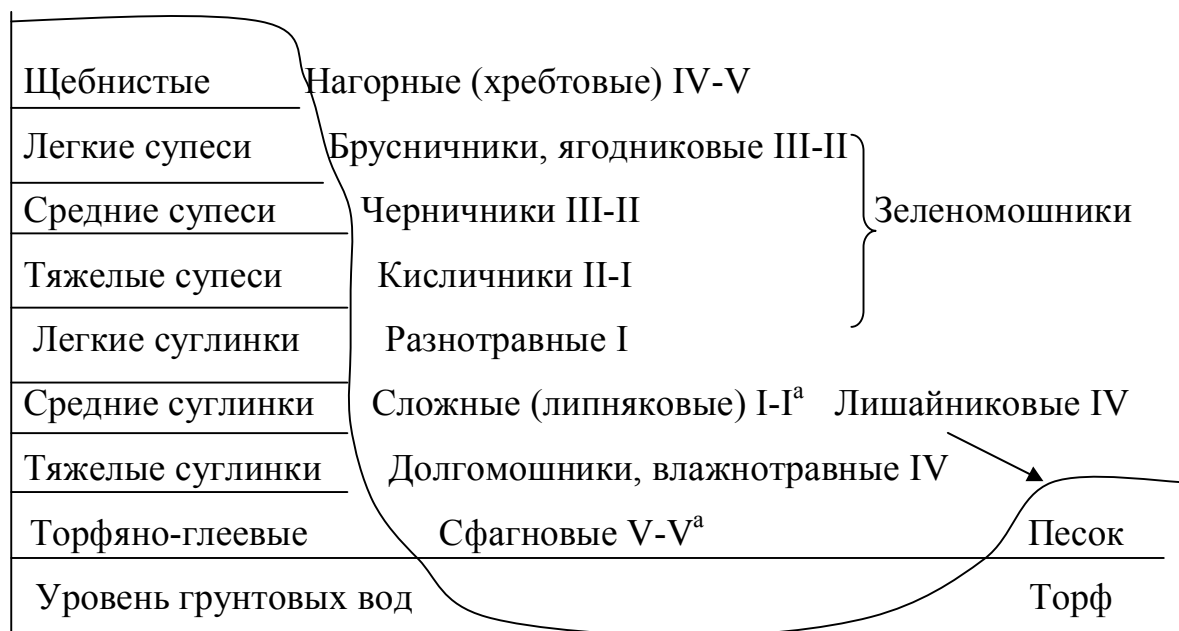 Щебнистые Нагорные (хребтовые) IV-V
Легкие супеси Брусничники, ягодниковые III-II
Средние супеси Черничники III-II Зеленомошники
Тяжелые супеси Кисличники II-I
Легкие суглинки Разнотравные I
Средние суглинки Сложные (липняковые) I-Iª Лишайниковые IV
Тяжелые суглинки Долгомошники, влажнотравные IV
Торфяно-глеевые Сфагновые V-Vª Песок
Уровень грунтовых вод Торф